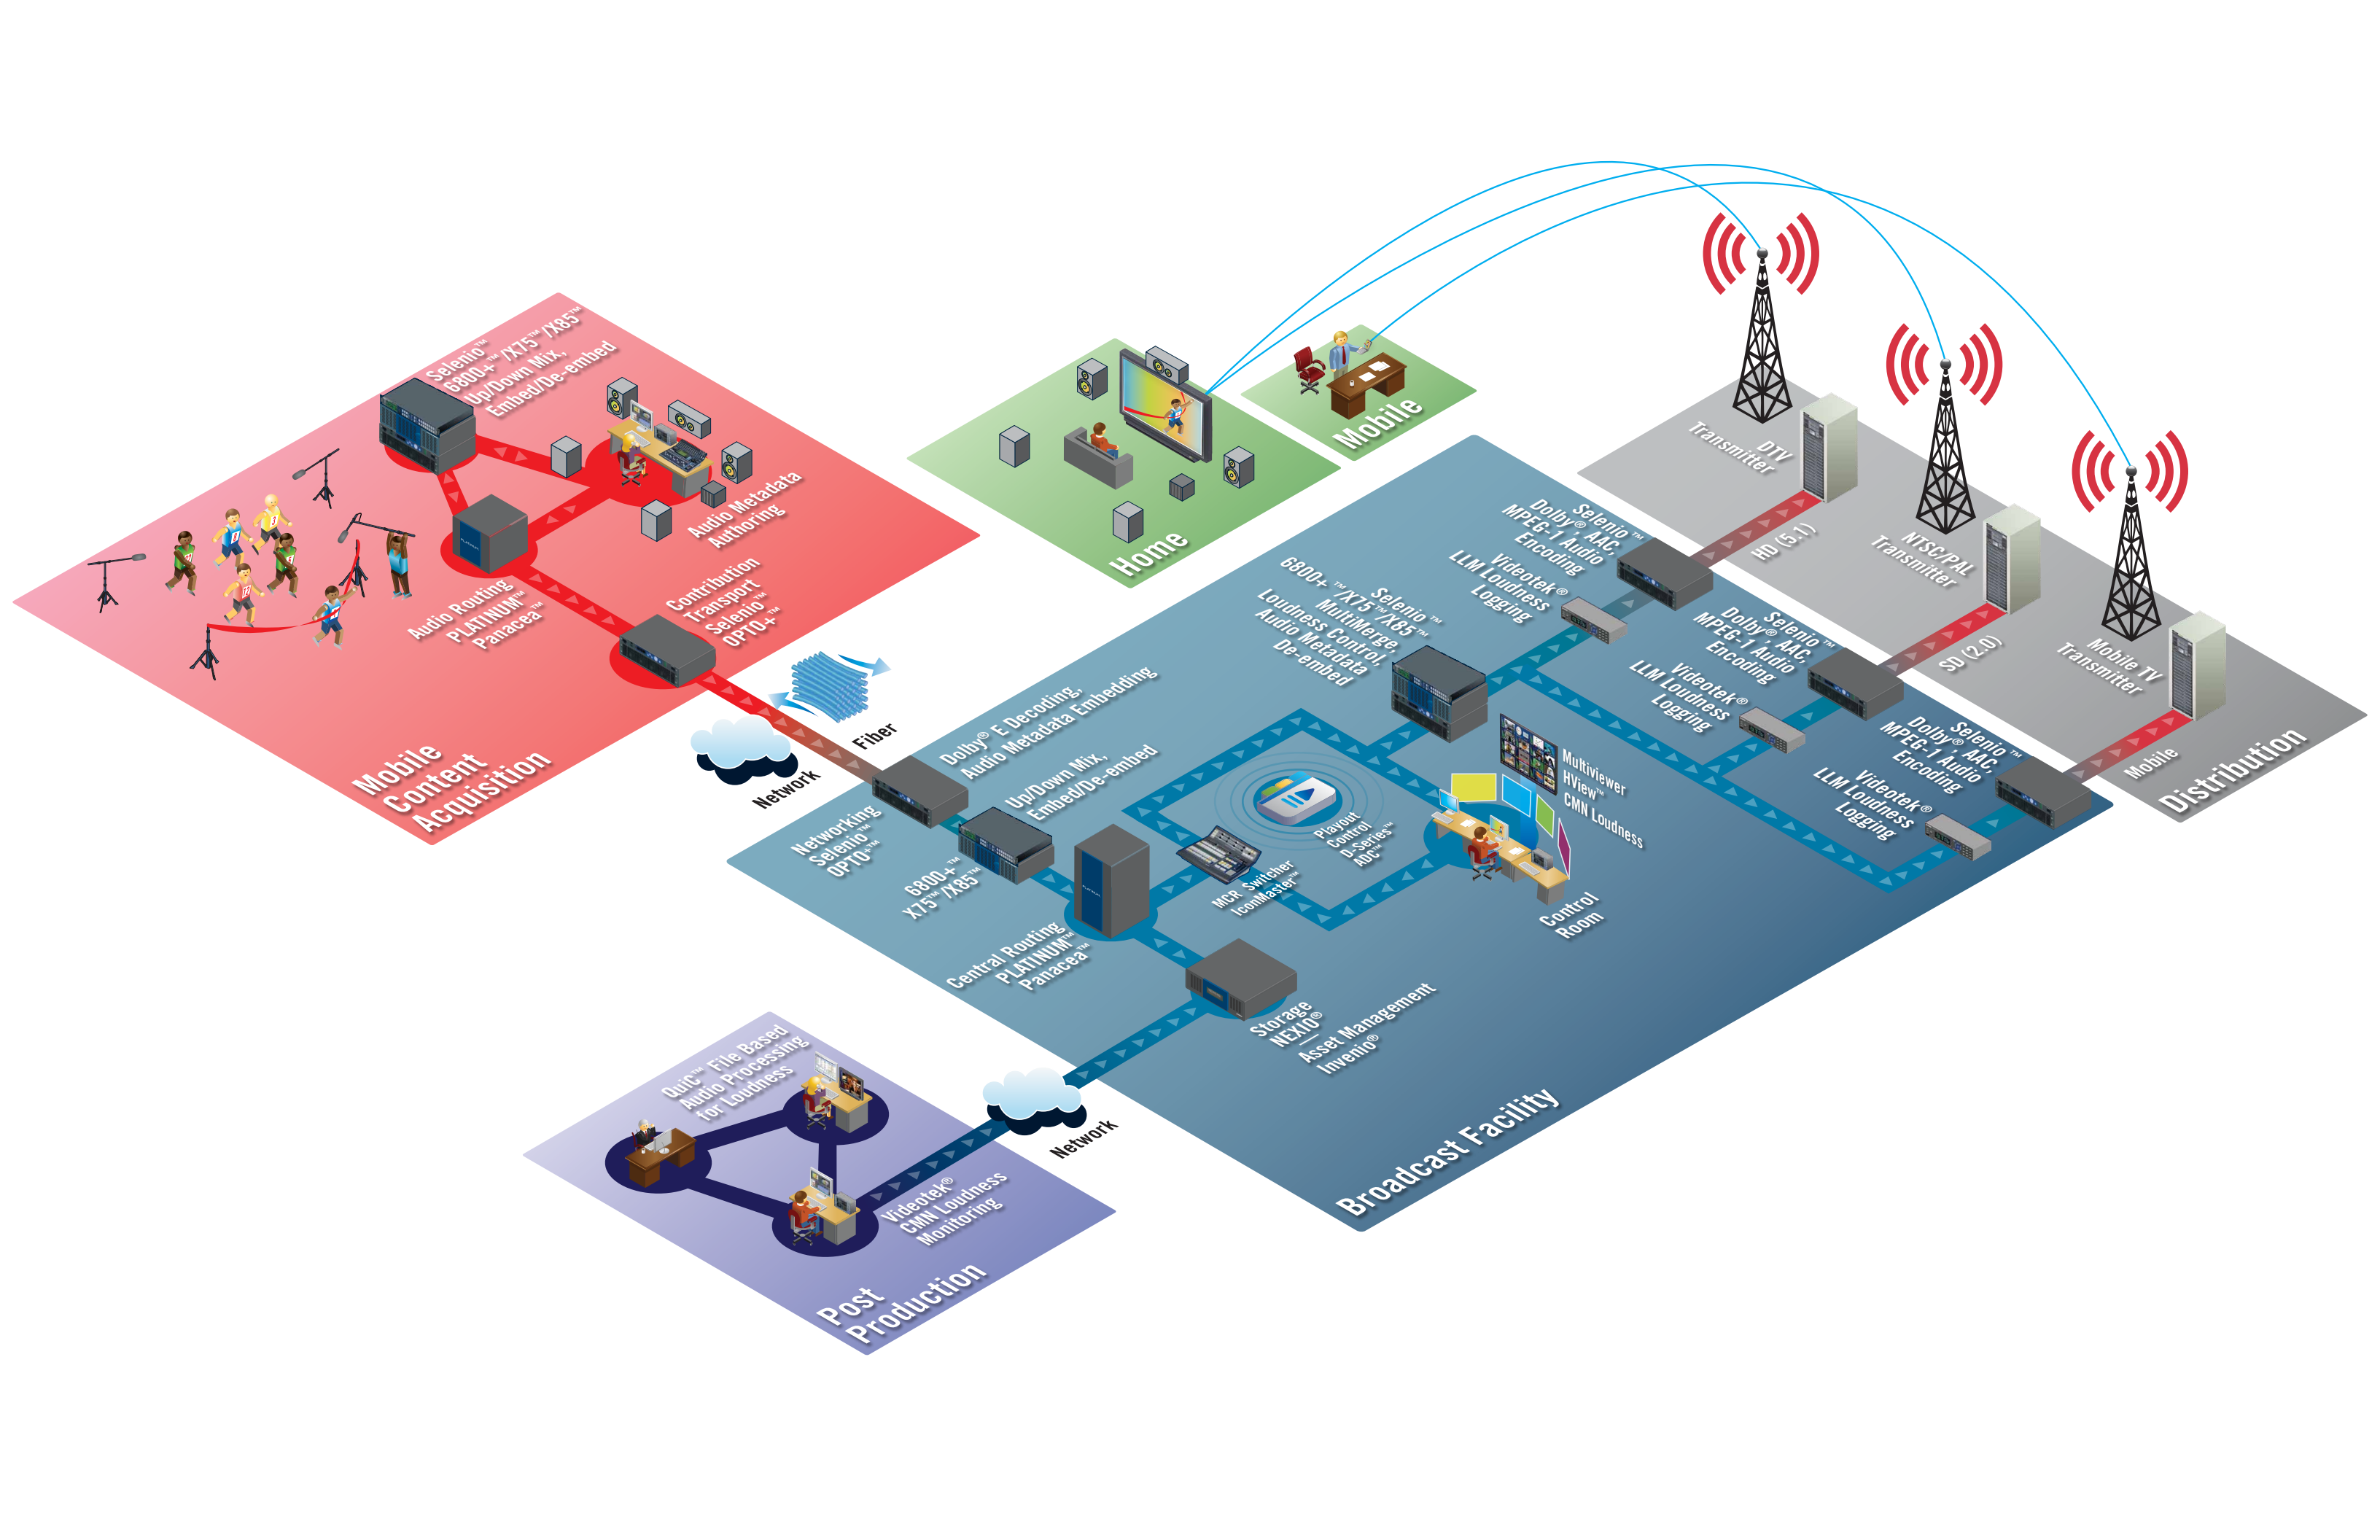 Selenio™
6800+™/X75™/X85™
Up/Down Mix,
Embed/De-embed
Audio Metadata
Authoring
Audio Routing
PLATINUM™
Panacea™
Contribution
Transport
Selenio™
OPTO+™
Mobile
Content
Acquisition
Fiber
Network
Home
Mobile
DTV
Transmitter
HD (5.1)
NTSC/PAL
Transmitter
SD (2.0)
Mobile TV
Transmitter
Mobile
Distribution
Selenio™
Dolby®, AAC,
MPEG-1 Audio
Encoding
Videotek®
LLM Loudness
Logging
Selenio™
Dolby®, AAC,
MPEG-1 Audio
Encoding
Videotek®
LLM Loudness
Logging
Selenio™
Dolby®, AAC,
MPEG-1 Audio
Encoding
Videotek®
LLM Loudness
Logging
Selenio™
6800+™/X75™/X85™
MultiMerge,
Loudness Control,
Audio Metadata
De-embed
Dolby® E Decoding,
Audio Metadata Embedding
Up/Down Mix,
Embed/De-embed
Networking
Selenio™
OPTO+™
6800+™
X75™/X85™
Central Routing
PLATINUM™
Panacea™
MCR Switcher
IconMaster™
Playout
Control
D-Series™
ADC™
Multiviewer
HView™
CMN Loudness
Control
Room
Storage
NEXIO®
Asset Management
Invenio®
Broadcast Facility
Network
QuiC™ File Based
Audio Processing
for Loudness
Videotek®
CMN Loudness
Monitoring
Post
Production